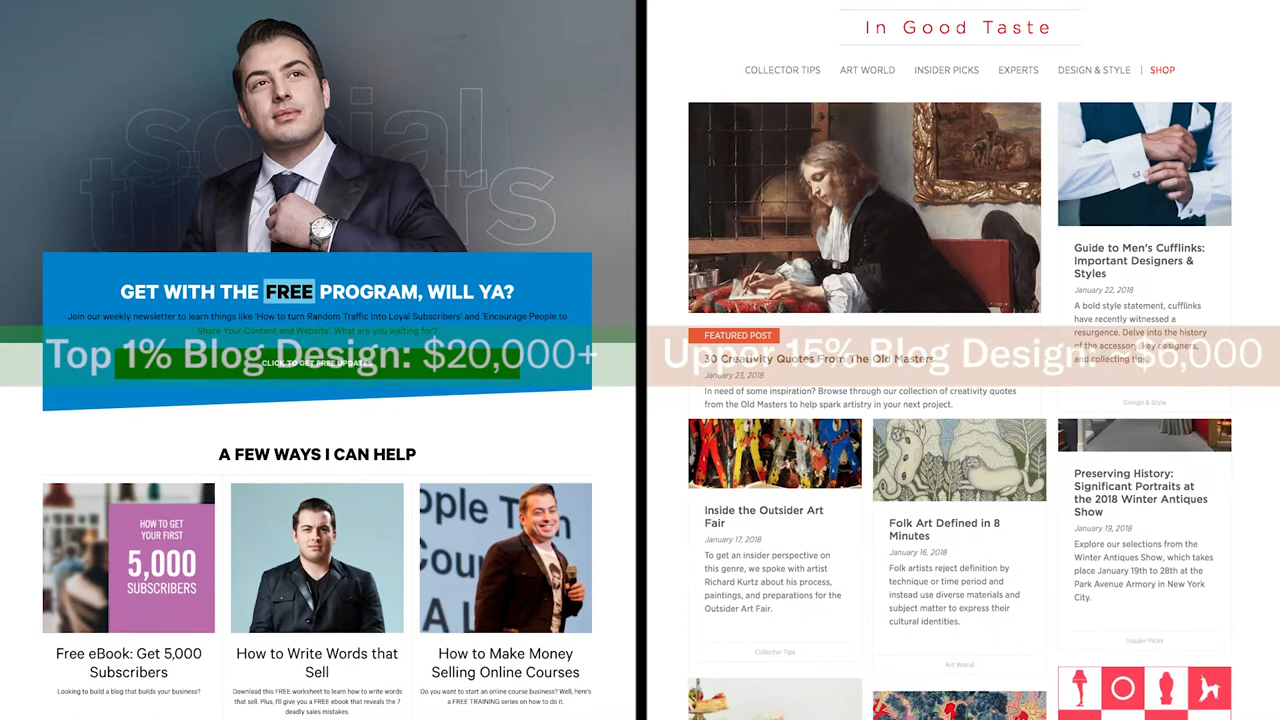 social
triggers
GET WITH THE FREE PROGRAM, WILL YA?
Join our weekly newsletter to learn things like 'How to turn Random Traffic Into Loyal Subscribers' and 'Encourage People to
Share Your Content and Website'. What are you waiting for?
CLICK TO GET FREE UPDATES
Top 1% Blog Design: $20,000+
A FEW WAYS I CAN HELP
HOW TO GET
YOUR FIRST
5,000
SUBSCRIBERS
Free eBook: Get 5,000
Subscribers
Looking to build a blog that builds your business?
How to Write Words that
Sell
Download this FREE worksheet to learn how to write words
that sell. Plus, I'll give you a FREE ebook that reveals the 7
deadly sales mistakes.
How to Make Money
Selling Online Courses
Do you want to start an online course business? Well, here's
a FREE TRAINING series on how to do it.
In Good Taste
COLLECTOR TIPS ART WORLD INSIDER PICKS EXPERTS DESIGN & STYLE | SHOP
FEATURED POST
30 Creativity Quotes From The Old Masters
January 23, 2018
In need of some inspiration? Browse through our collection of creativity quotes
from the Old Masters to help spark artistry in your next project.
Upper 15% Blog Design: $6,000
Guide to Men's Cufflinks:
Important Designers &
Styles
January 22, 2018
A bold style statement, cufflinks
have recently witnessed a
resurgence. Delve into the history
of the accessory, key designers,
and collecting tips.
Design & Style
Inside the Outsider Art
Fair
January 17, 2018
To get an insider perspective on
this genre, we spoke with artist
Richard Kurtz about his process,
paintings, and preparations for the
Outsider Art Fair.
Collector Tips
Folk Art Defined in 8
Minutes
January 16, 2018
Folk artists reject definition by
technique or time period and
instead use diverse materials and
subject matter to express their
cultural identities.
Art World
Preserving History:
Significant Portraits at
the 2018 Winter Antiques
Show
January 19, 2018
Explore our selections from the
Winter Antiques Show, which takes
place January 19th to 28th at the
Park Avenue Armory in New York
City.
Insider Picks